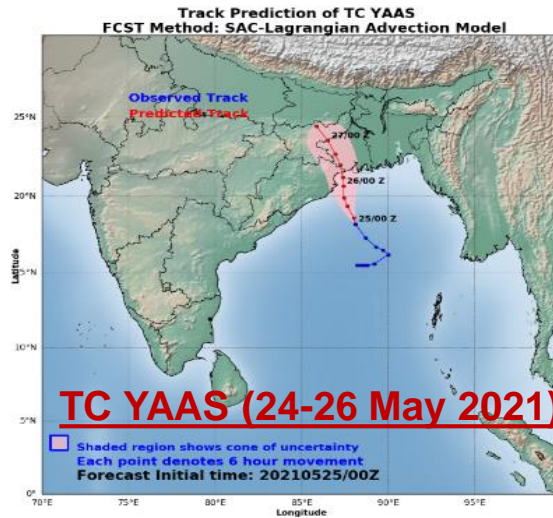 Track Prediction of TC YAAS
FCST Method: SAC-Lagrangian Advection Model
Observed Track
Predicted Track
25°N
20°N
15°N
10°N
5°N
0°
Latitude
27/00 Z
26/00 Z
25/00 Z
TC YAAS (24-26 May 2021)
Shaded region shows cone of uncertainty
Each point denotes 6 hour movement
Forecast Initial time: 20210525/00Z
70°E 75°E 80°E 85°E 90°E 95°E
Longitude